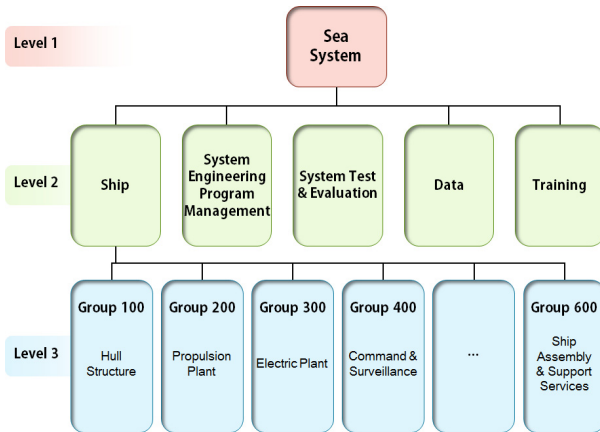 Level 1
Sea
System
Level 2
Ship
System
Engineering
Program
Management
System Test
& Evaluation
Data
Training
Level 3
Group 100
Hull
Structure
Group 200
Propulsion
Plant
Group 300
Electric Plant
Group 400
Command &
Surveillance
...
Group 600
Ship
Assembly
& Support
Services